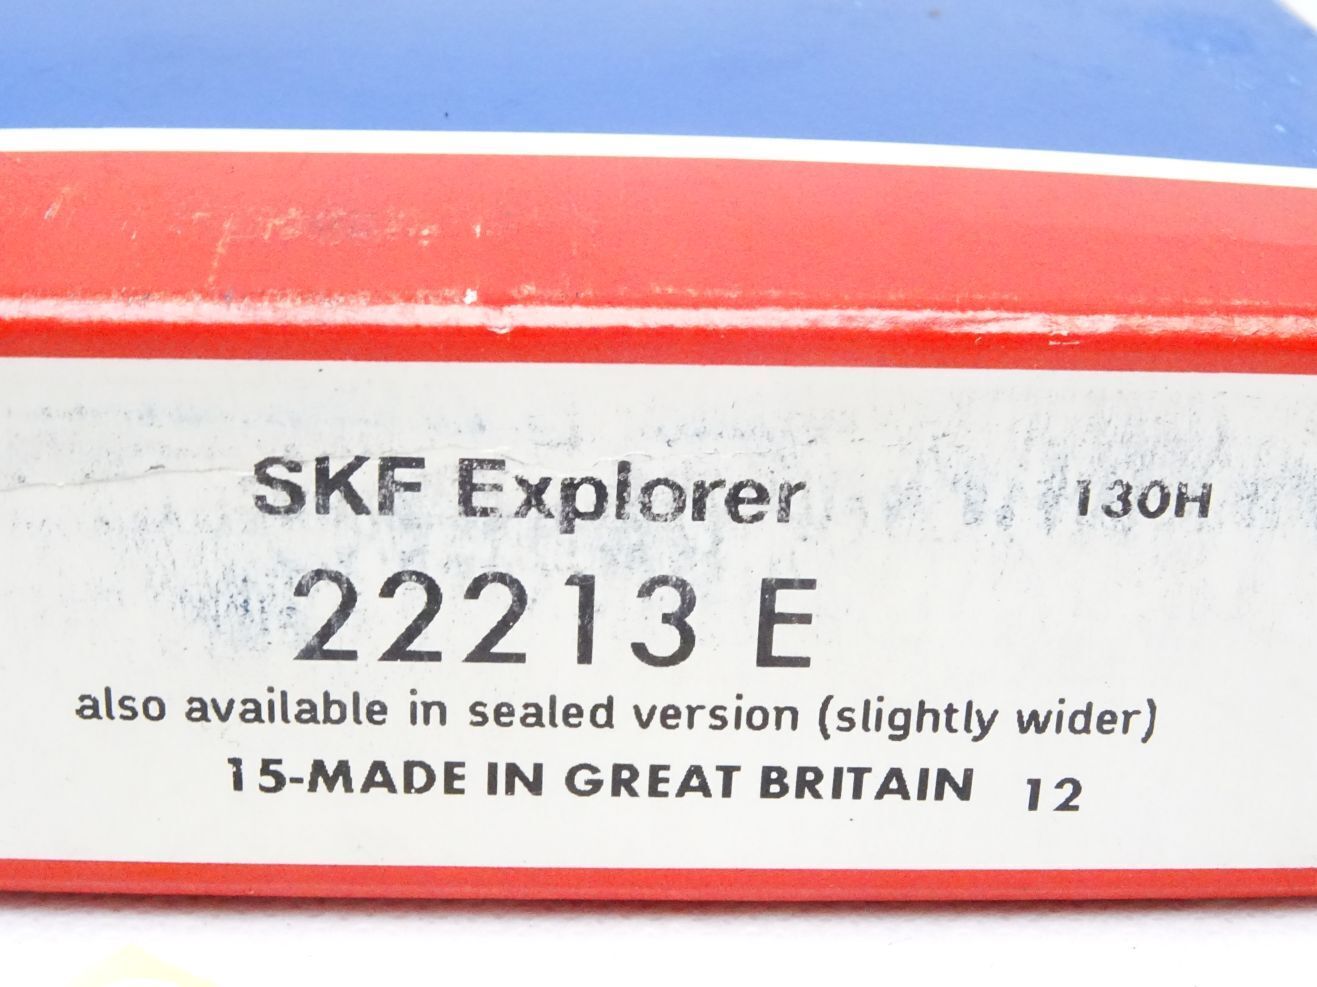 SKF Explorer 130H
22213 E
also available in sealed version (slightly wider)
15-MADE IN GREAT BRITAIN 12